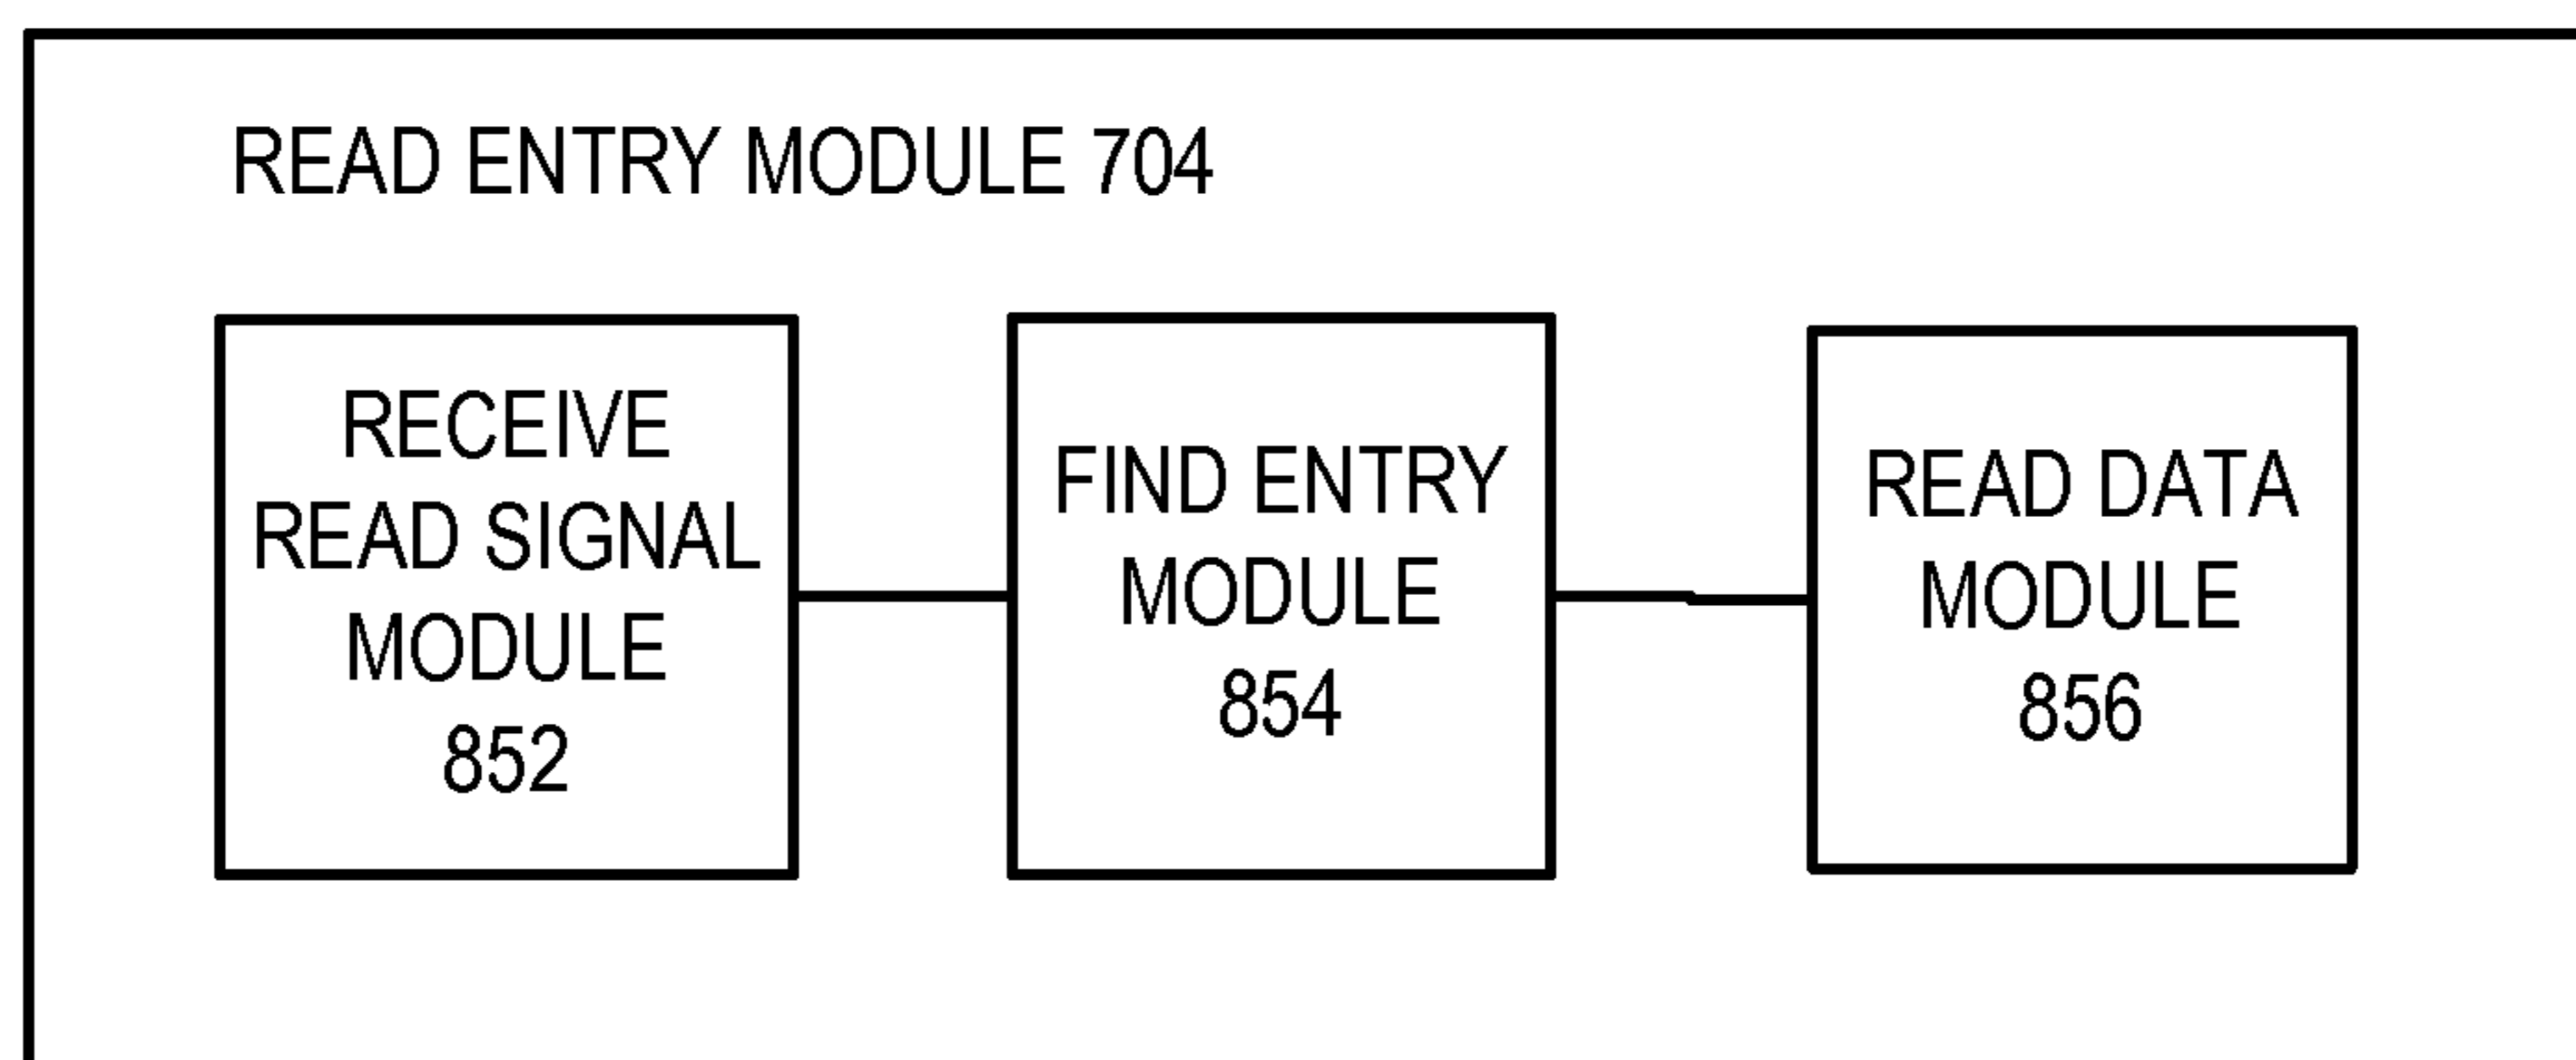 READ ENTRY MODULE 704
RECEIVE
READ SIGNAL
MODULE
852
FIND ENTRY
MODULE
854
READ DATA
MODULE
856